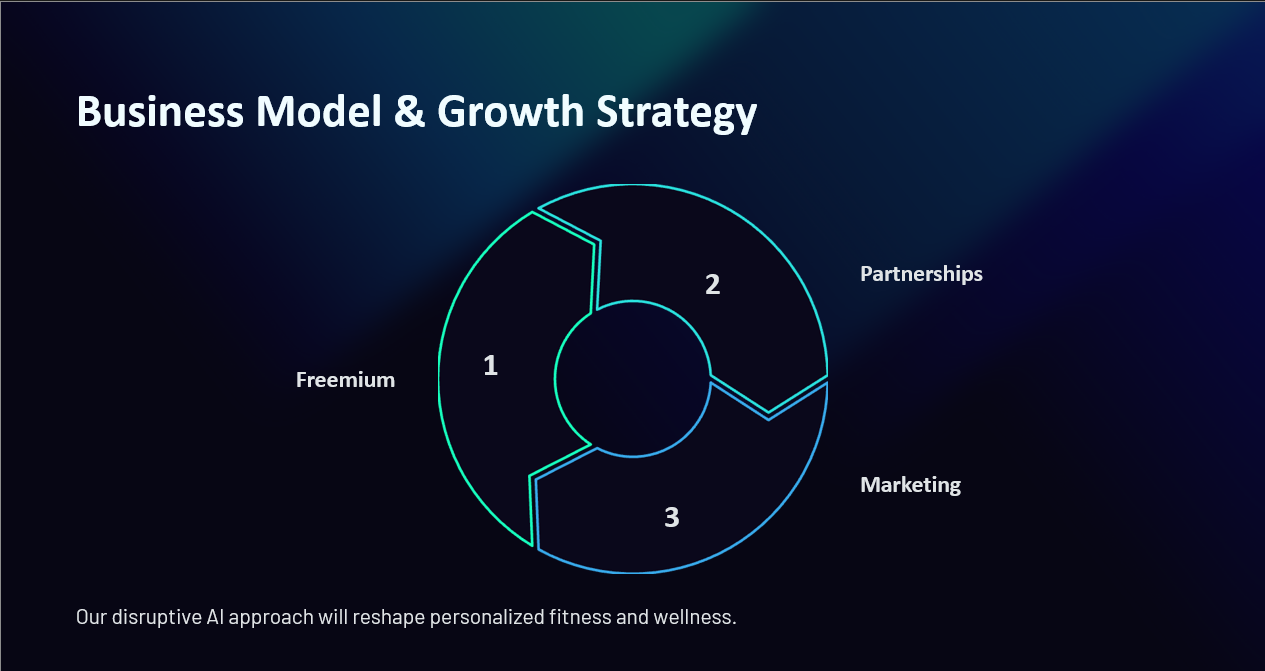 Business Model & Growth Strategy
2
Partnerships
1
Freemium
Marketing
3
Our disruptive AI approach will reshape personalized fitness and wellness.